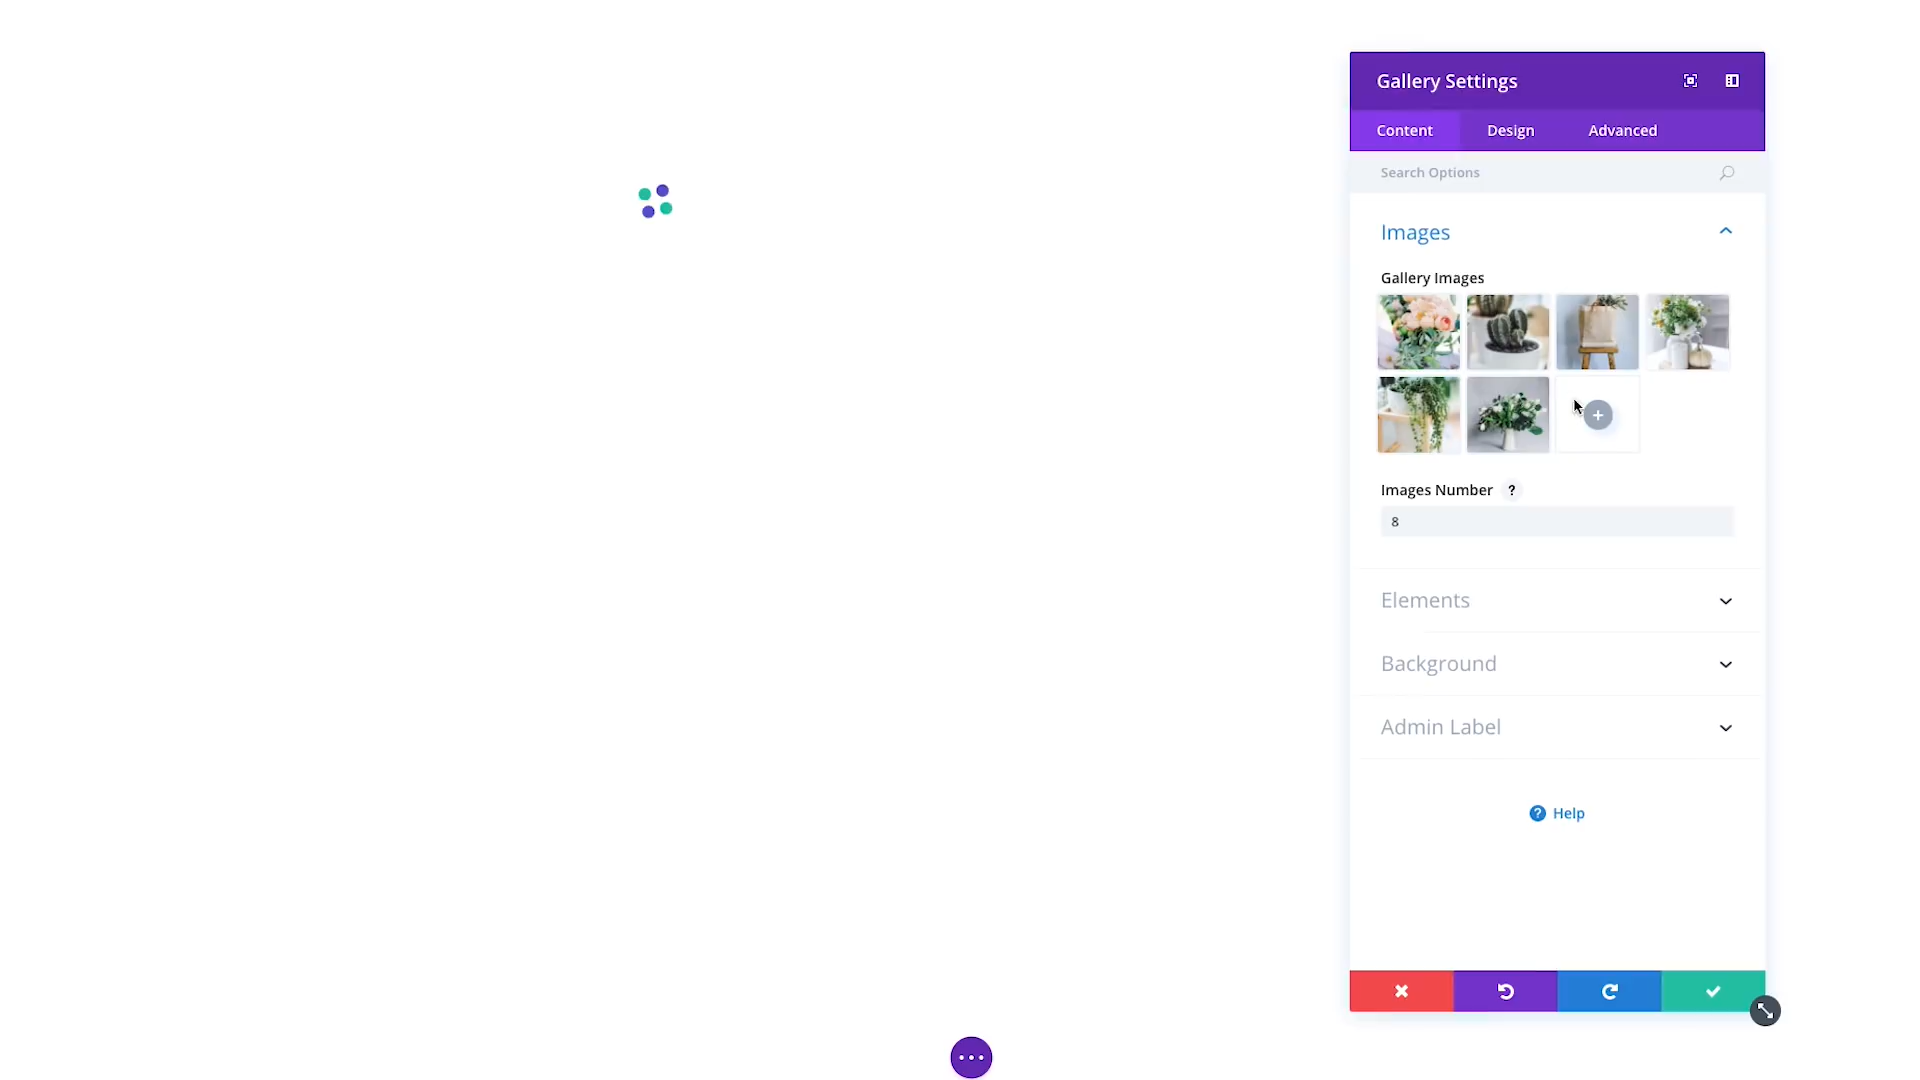 Gallery Settings
Content Design Advanced
Search Options
Images
Gallery Images
Images Number ?
8
Elements
Background
Admin Label
? Help